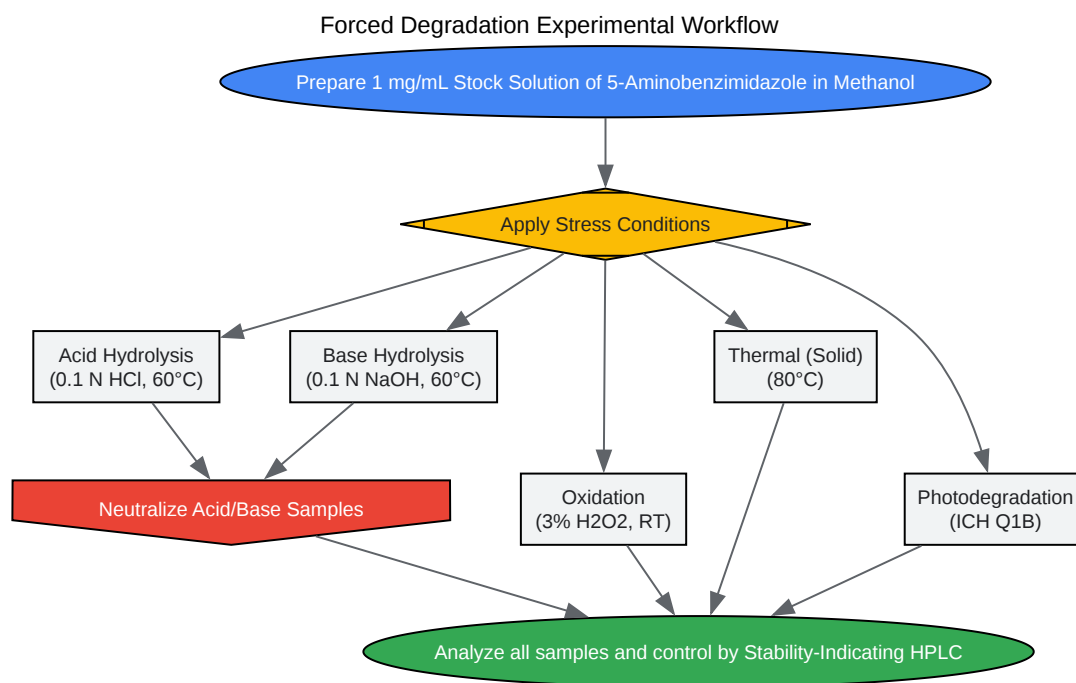 Forced Degradation Experimental Workflow
Prepare 1 mg/mL Stock Solution of 5-Aminobenzimidazole in Methanol
Apply Stress Conditions
Acid Hydrolysis
(0.1 N HCl, 60°C)
Base Hydrolysis
(0.1 N NaOH, 60°C)
Thermal (Solid)
(80°C)
Neutralize Acid/Base Samples
Oxidation
(3% H2O2, RT)
Photodegradation
(ICH Q1B)
Analyze all samples and control by Stability-Indicating HPLC